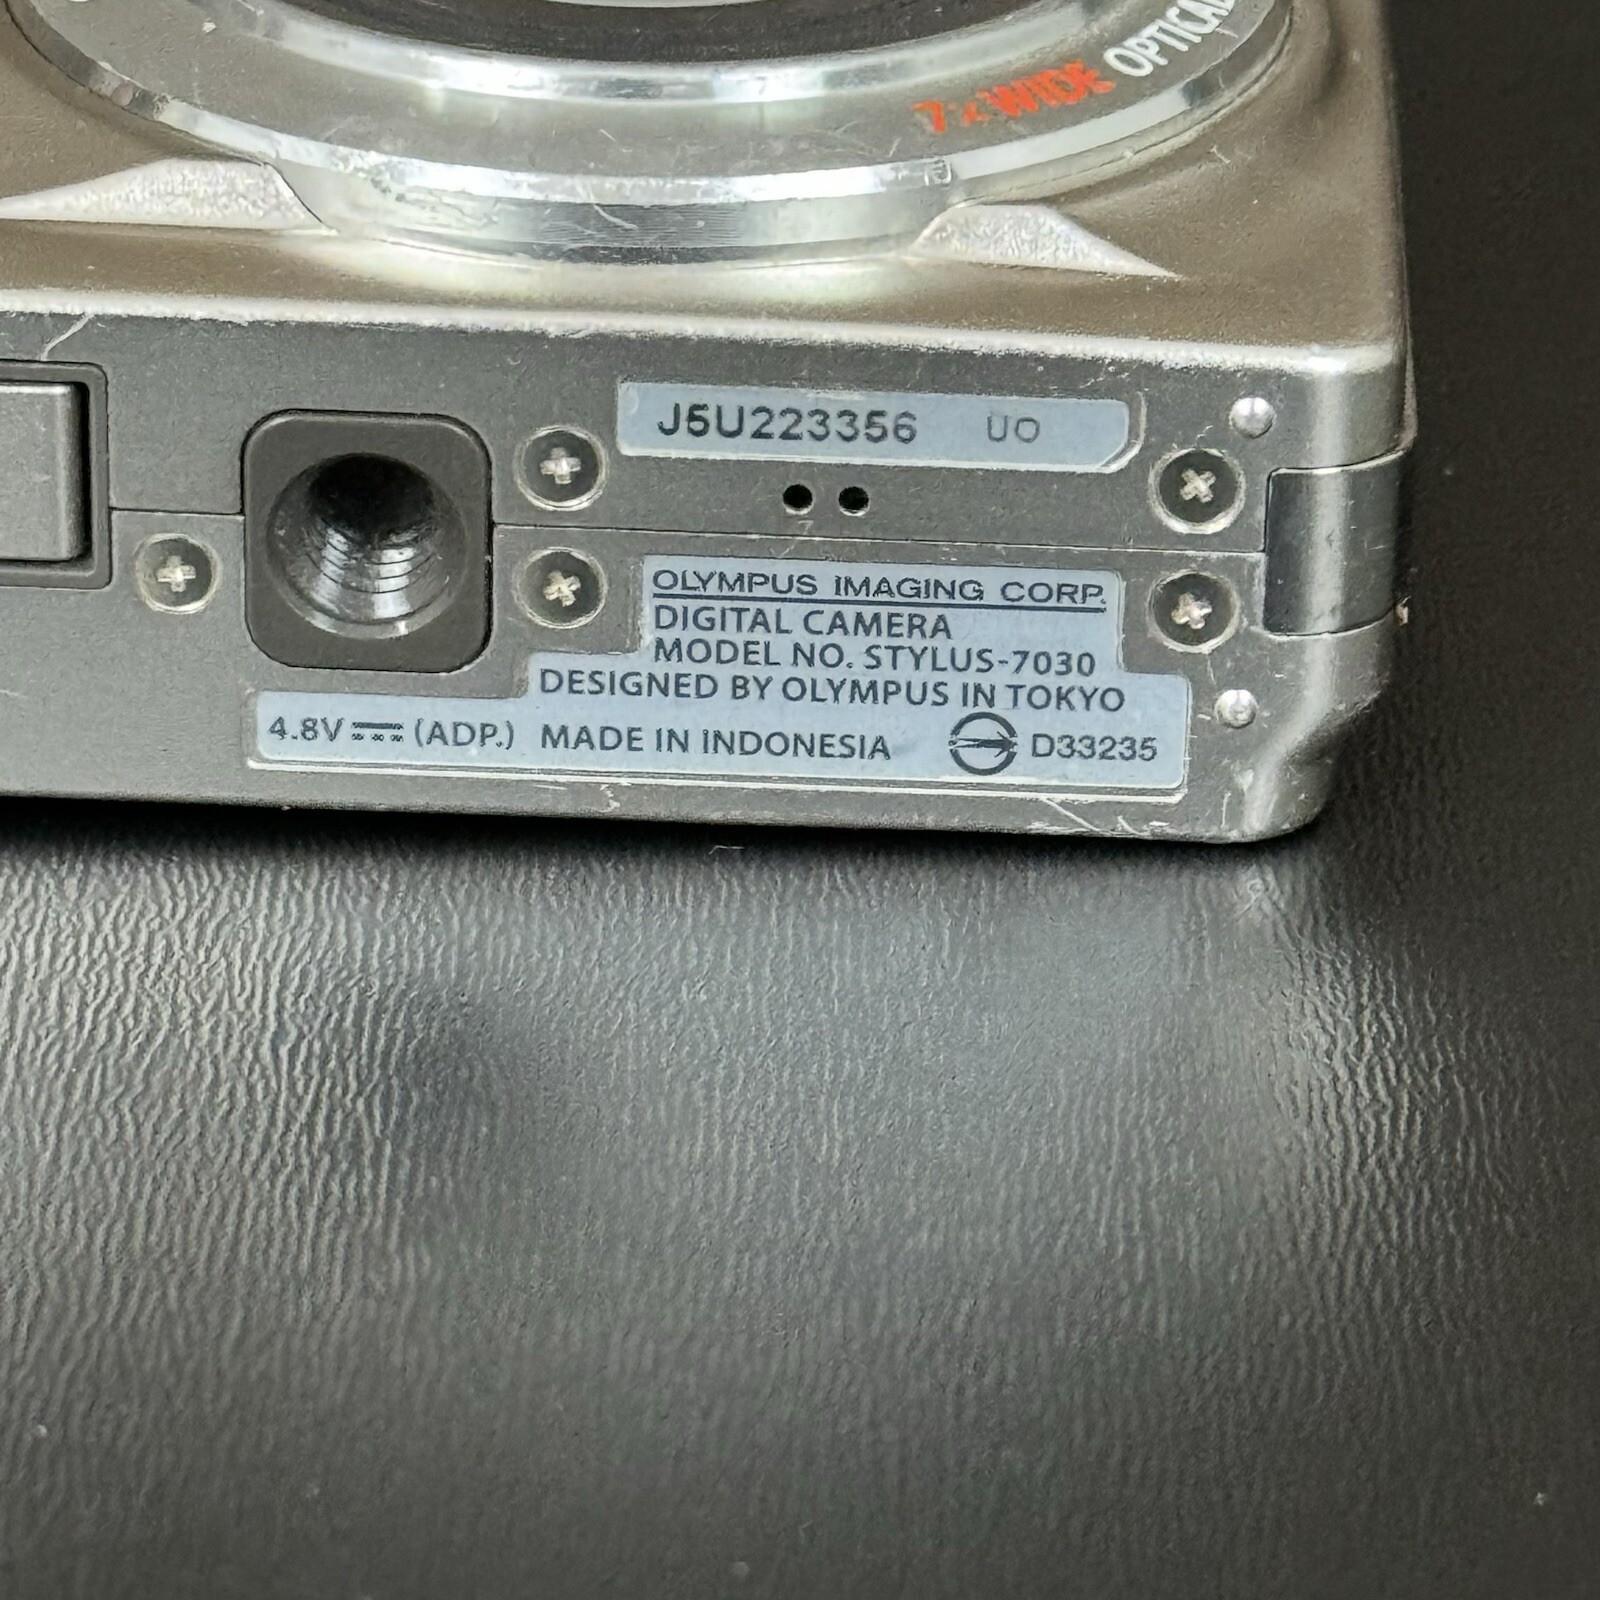 7x WIDE OPTICAL
J5U223356 UO
OLYMPUS IMAGING CORP.
DIGITAL CAMERA
MODEL NO. STYLUS-7030
DESIGNED BY OLYMPUS IN TOKYO
4.8V ⎓ (ADP.) MADE IN INDONESIA D33235